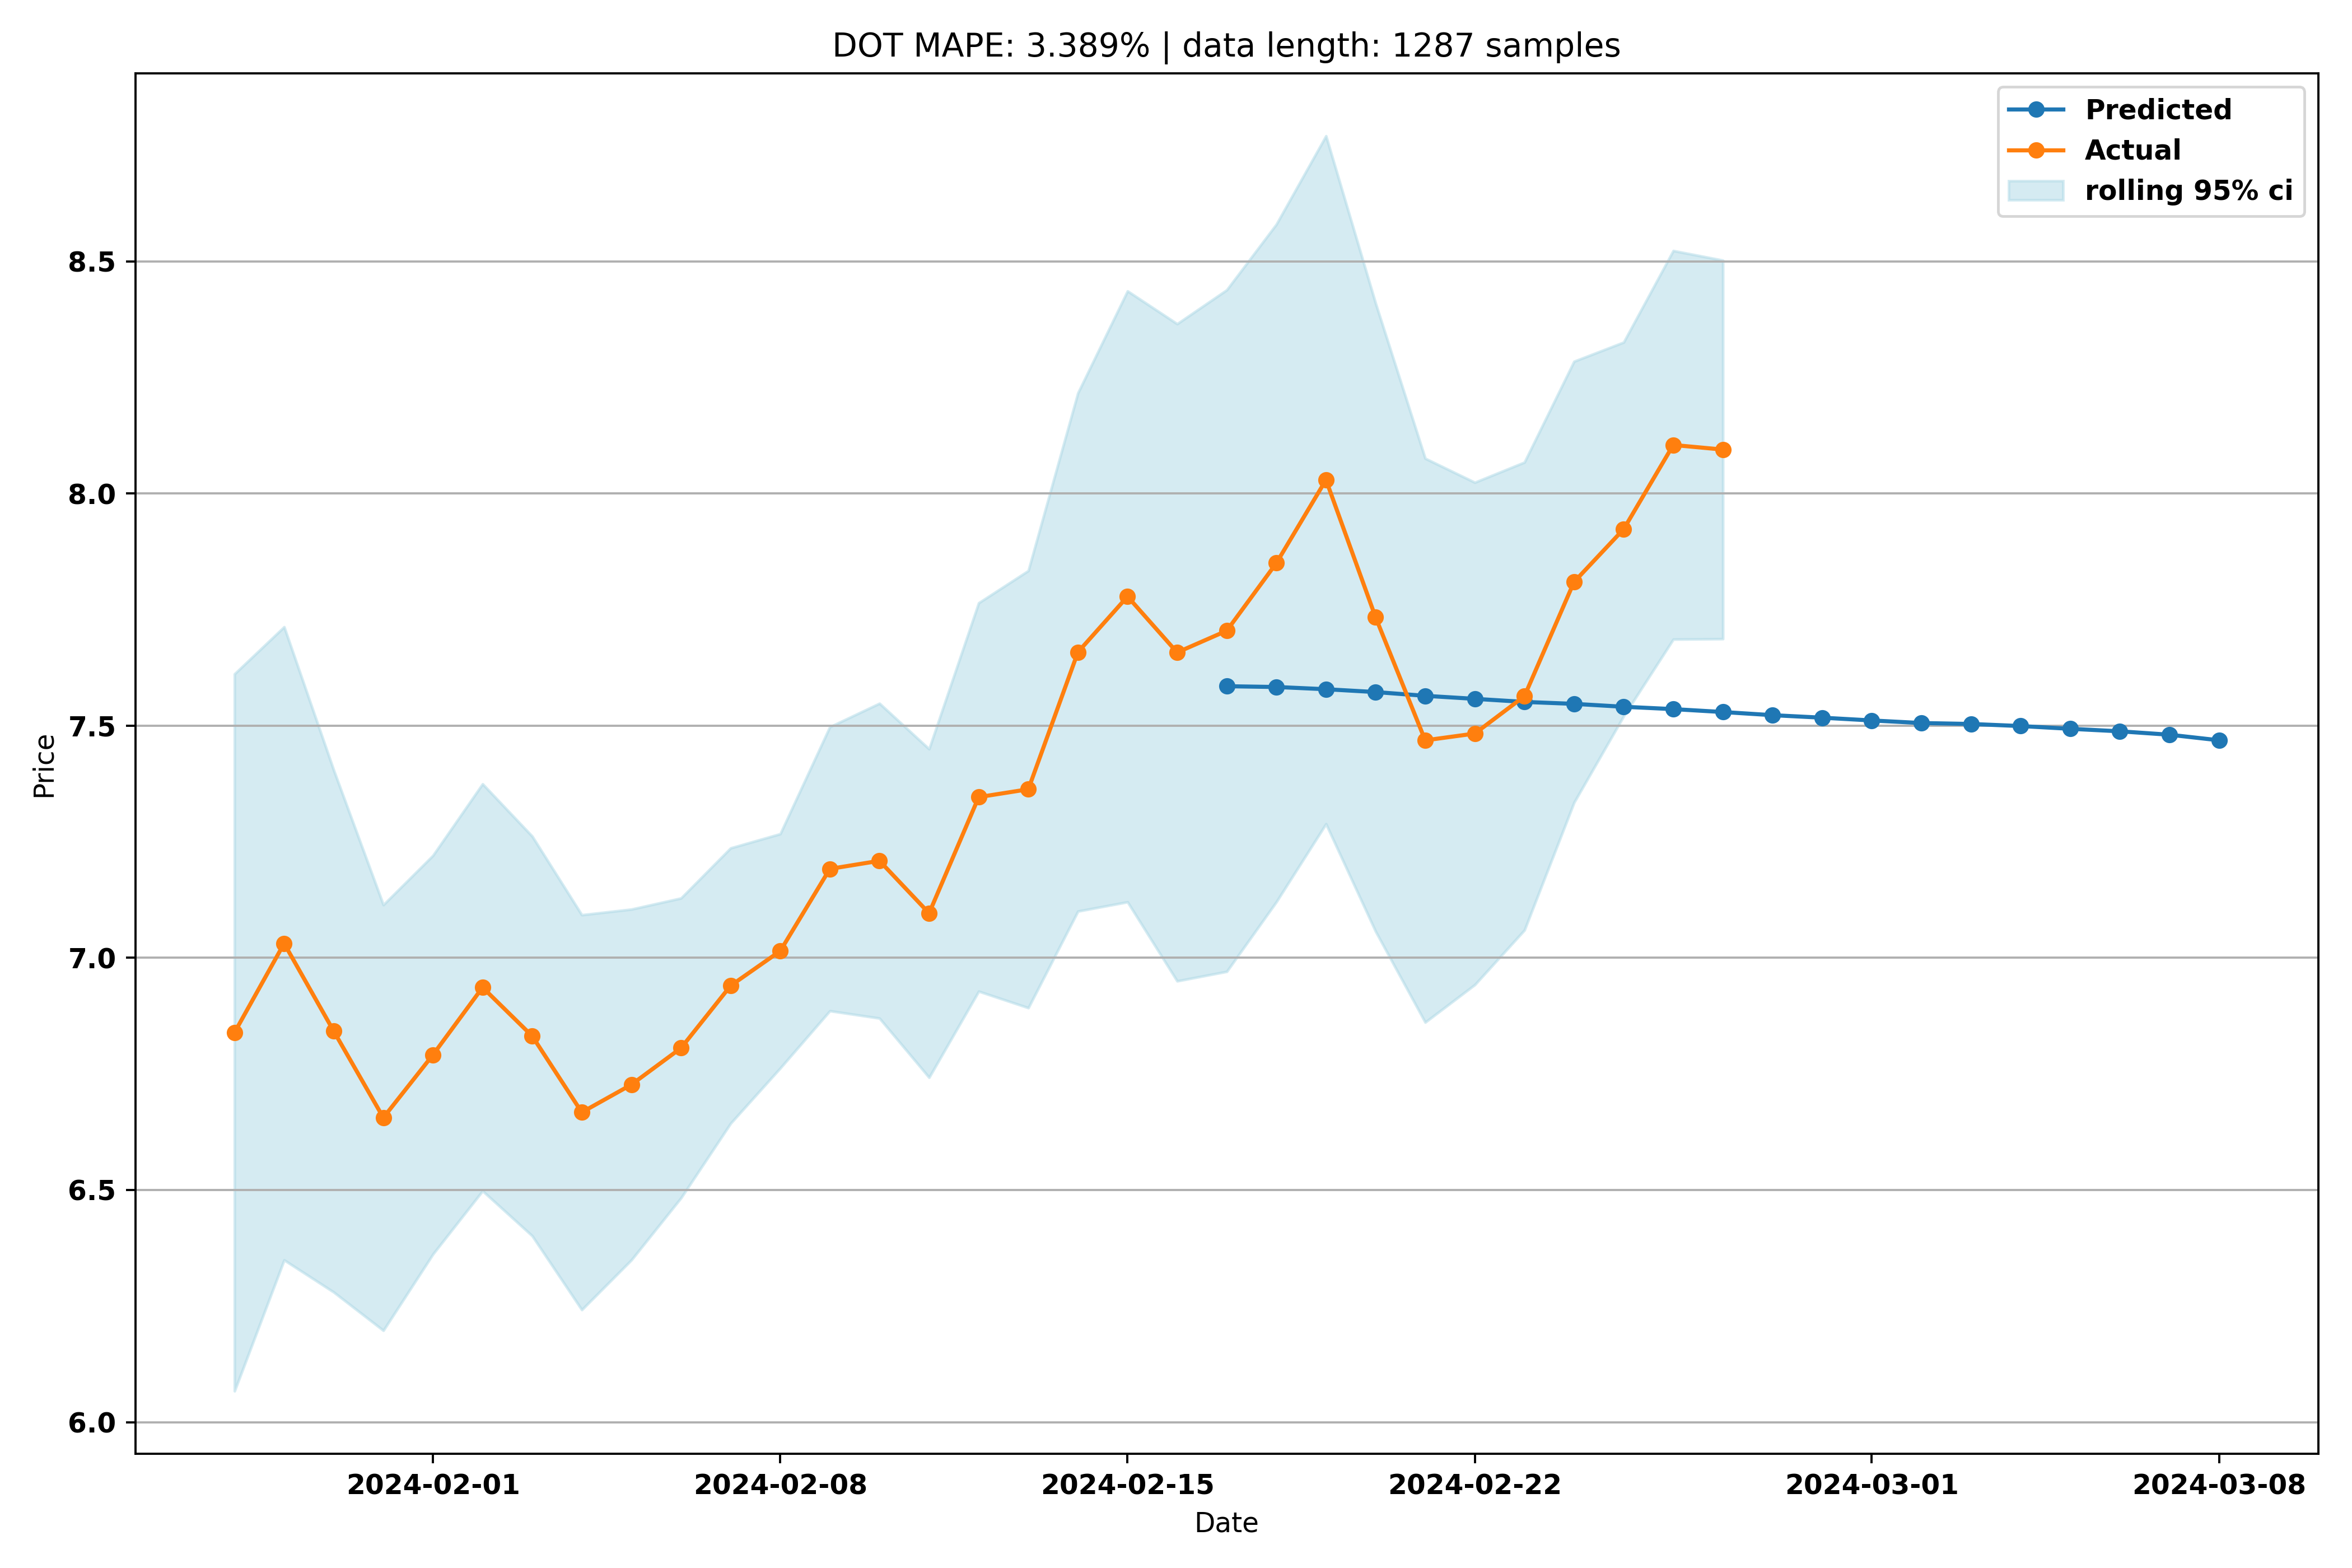 DOT MAPE: 3.389% | data length: 1287 samples
Predicted
Actual
rolling 95% ci
8.5
8.0
7.5
7.0
6.5
6.0
Price
2024-02-01 2024-02-08 2024-02-15 2024-02-22 2024-03-01 2024-03-08
Date